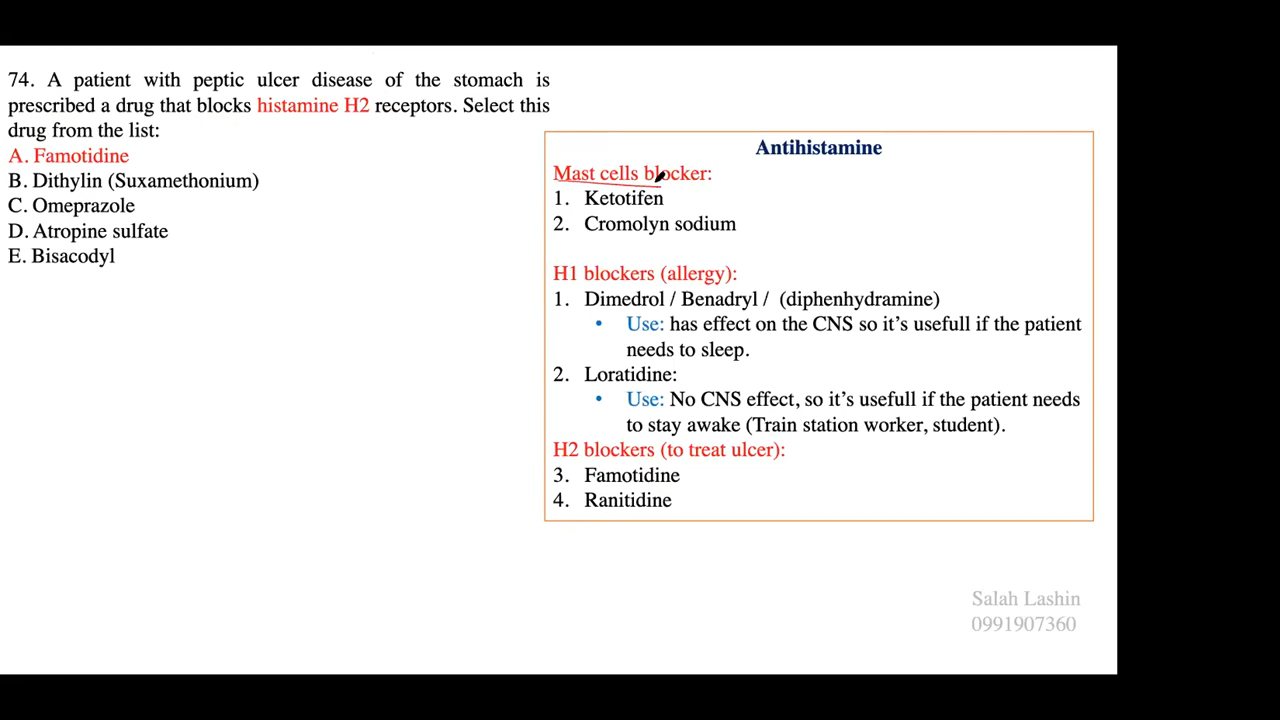 74. A patient with peptic ulcer disease of the stomach is
prescribed a drug that blocks histamine H2 receptors. Select this
drug from the list:
A. Famotidine
B. Dithylin (Suxamethonium)
C. Omeprazole
D. Atropine sulfate
E. Bisacodyl
Antihistamine
Mast cells blocker:
1. Ketotifen
2. Cromolyn sodium
H1 blockers (allergy):
1. Dimedrol / Benadryl / (diphenhydramine)
• Use: has effect on the CNS so it's usefull if the patient
needs to sleep.
2. Loratidine:
• Use: No CNS effect, so it's usefull if the patient needs
to stay awake (Train station worker, student).
H2 blockers (to treat ulcer):
3. Famotidine
4. Ranitidine
Salah Lashin
0991907360